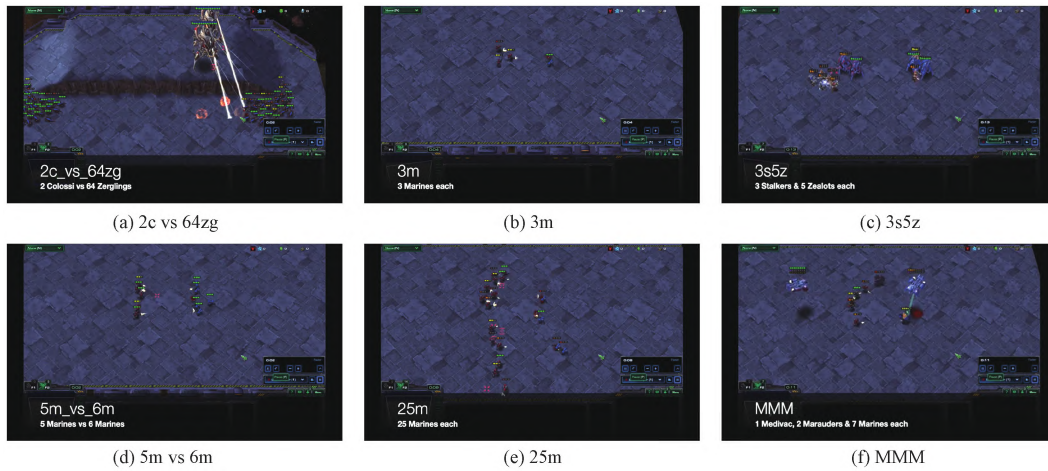 2c_vs_64zg
2 Colossi vs 64 Zerglings
(a) 2c vs 64zg
3m
3 Marines each
(b) 3m
3s5z
3 Stalkers & 5 Zealots each
(c) 3s5z
5m_vs_6m
5 Marines vs 6 Marines
(d) 5m vs 6m
25m
25 Marines each
(e) 25m
MMM
1 Medivac, 2 Marauders & 7 Marines each
(f) MMM